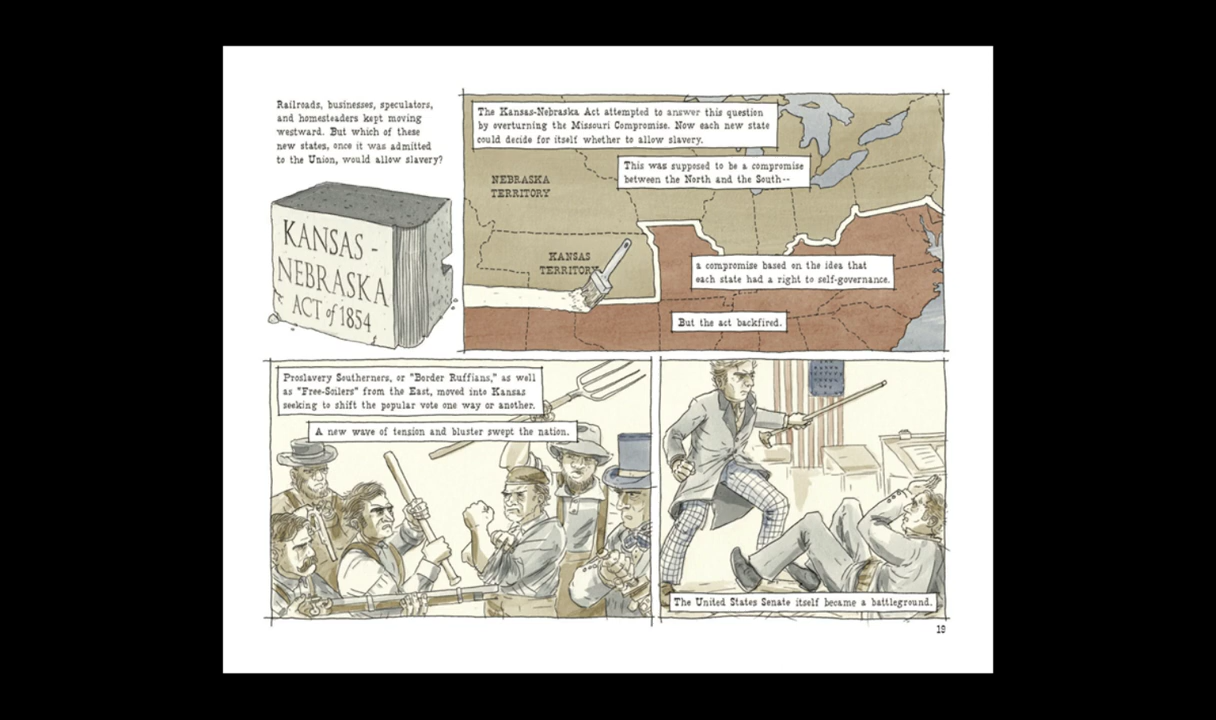 Railroads, businesses, speculators,
and homesteaders kept moving
westward. But which of these
new states, once it was admitted
to the Union, would allow slavery?
KANSAS-
NEBRASKA
ACT of 1854
The Kansas-Nebraska Act attempted to answer this question
by overturning the Missouri Compromise. Now each new state
could decide for itself whether to allow slavery.
This was supposed to be a compromise
between the North and the South--
NEBRASKA
TERRITORY
KANSAS
TERRITORY
a compromise based on the idea that
each state had a right to self-governance.
But the act backfired.
Proslavery Southerners, or "Border Ruffians," as well
as "Free-Soilers" from the East, moved into Kansas
seeking to shift the popular vote one way or another.
A new wave of tension and bluster swept the nation.
The United States Senate itself became a battleground.
19